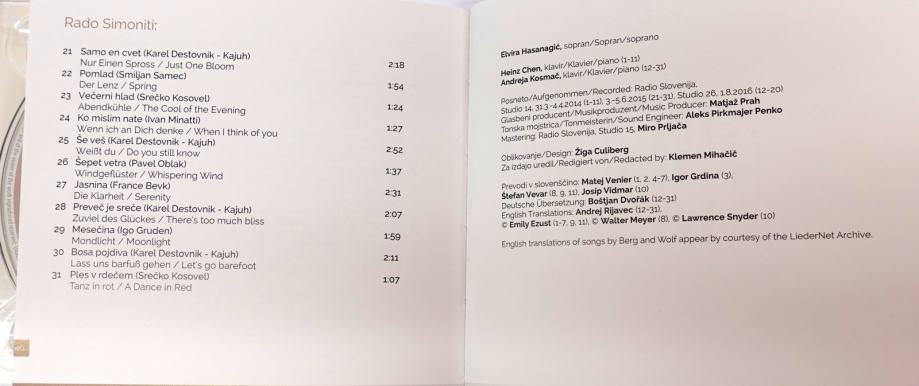 Rado Simoniti:
21 Samo en cvet (Karel Destovnik - Kajuh)
Nur Einen Spross / Just One Bloom 2:18
22 Pomlad (Smiljan Samec)
Der Lenz / Spring 1:54
23 Večerni hlad (Srečko Kosovel)
Abendkühle / The Cool of the Evening 1:24
24 Ko mislim nate (Ivan Minatti)
Wenn ich an Dich denke / When I think of you 1:27
25 Še veš (Karel Destovnik - Kajuh)
Weißt du / Do you still know 2:52
26 Šepet vetra (Pavel Oblak)
Windgeflüster / Whispering Wind 1:37
27 Jasnina (France Bevk)
Die Klarheit / Serenity 2:31
28 Preveč je sreče (Karel Destovnik - Kajuh)
Zuviel des Glückes / There's too much bliss 2:07
29 Mesečina (Igo Gruden)
Mondlicht / Moonlight 1:59
30 Bosa pojdiva (Karel Destovnik - Kajuh)
Lass uns barfuß gehen / Let's go barefoot 2:11
31 Ples v rdečem (Srečko Kosovel)
Tanz in rot / A Dance in Red 1:07
Elvira Hasanagić, sopran/Sopran/soprano
Heinz Chen, klavir/Klavier/piano (1-11)
Andreja Kosmač, klavir/Klavier/piano (12-31)
Posneto/Aufgenommen/Recorded: Radio Slovenija,
Studio 14, 31.3.-4.4.2014 (1-11), 3.-5.6.2015 (21-31), Studio 26, 1.8.2016 (12-20)
Glasbeni producent/Musikproduzent/Music Producer: Matjaž Prah
Tonska mojstrica/Tonmeisterin/Sound Engineer: Aleks Pirkmajer Penko
Mastering: Radio Slovenija, Studio 15, Miro Prljača
Oblikovanje/Design: Žiga Culiberg
Za izdajo uredil/Redigiert von/Redacted by: Klemen Mihačič
Prevodi v slovenščino: Matej Venier (1, 2, 4-7), Igor Grdina (3),
Štefan Vevar (8, 9, 11), Josip Vidmar (10)
Deutsche Übersetzung: Boštjan Dvořák (12-31)
English Translations: Andrej Rijavec (12-31),
© Emily Ezust (1-7, 9, 11), © Walter Meyer (8), © Lawrence Snyder (10)
English translations of songs by Berg and Wolf appear by courtesy of the LiederNet Archive.